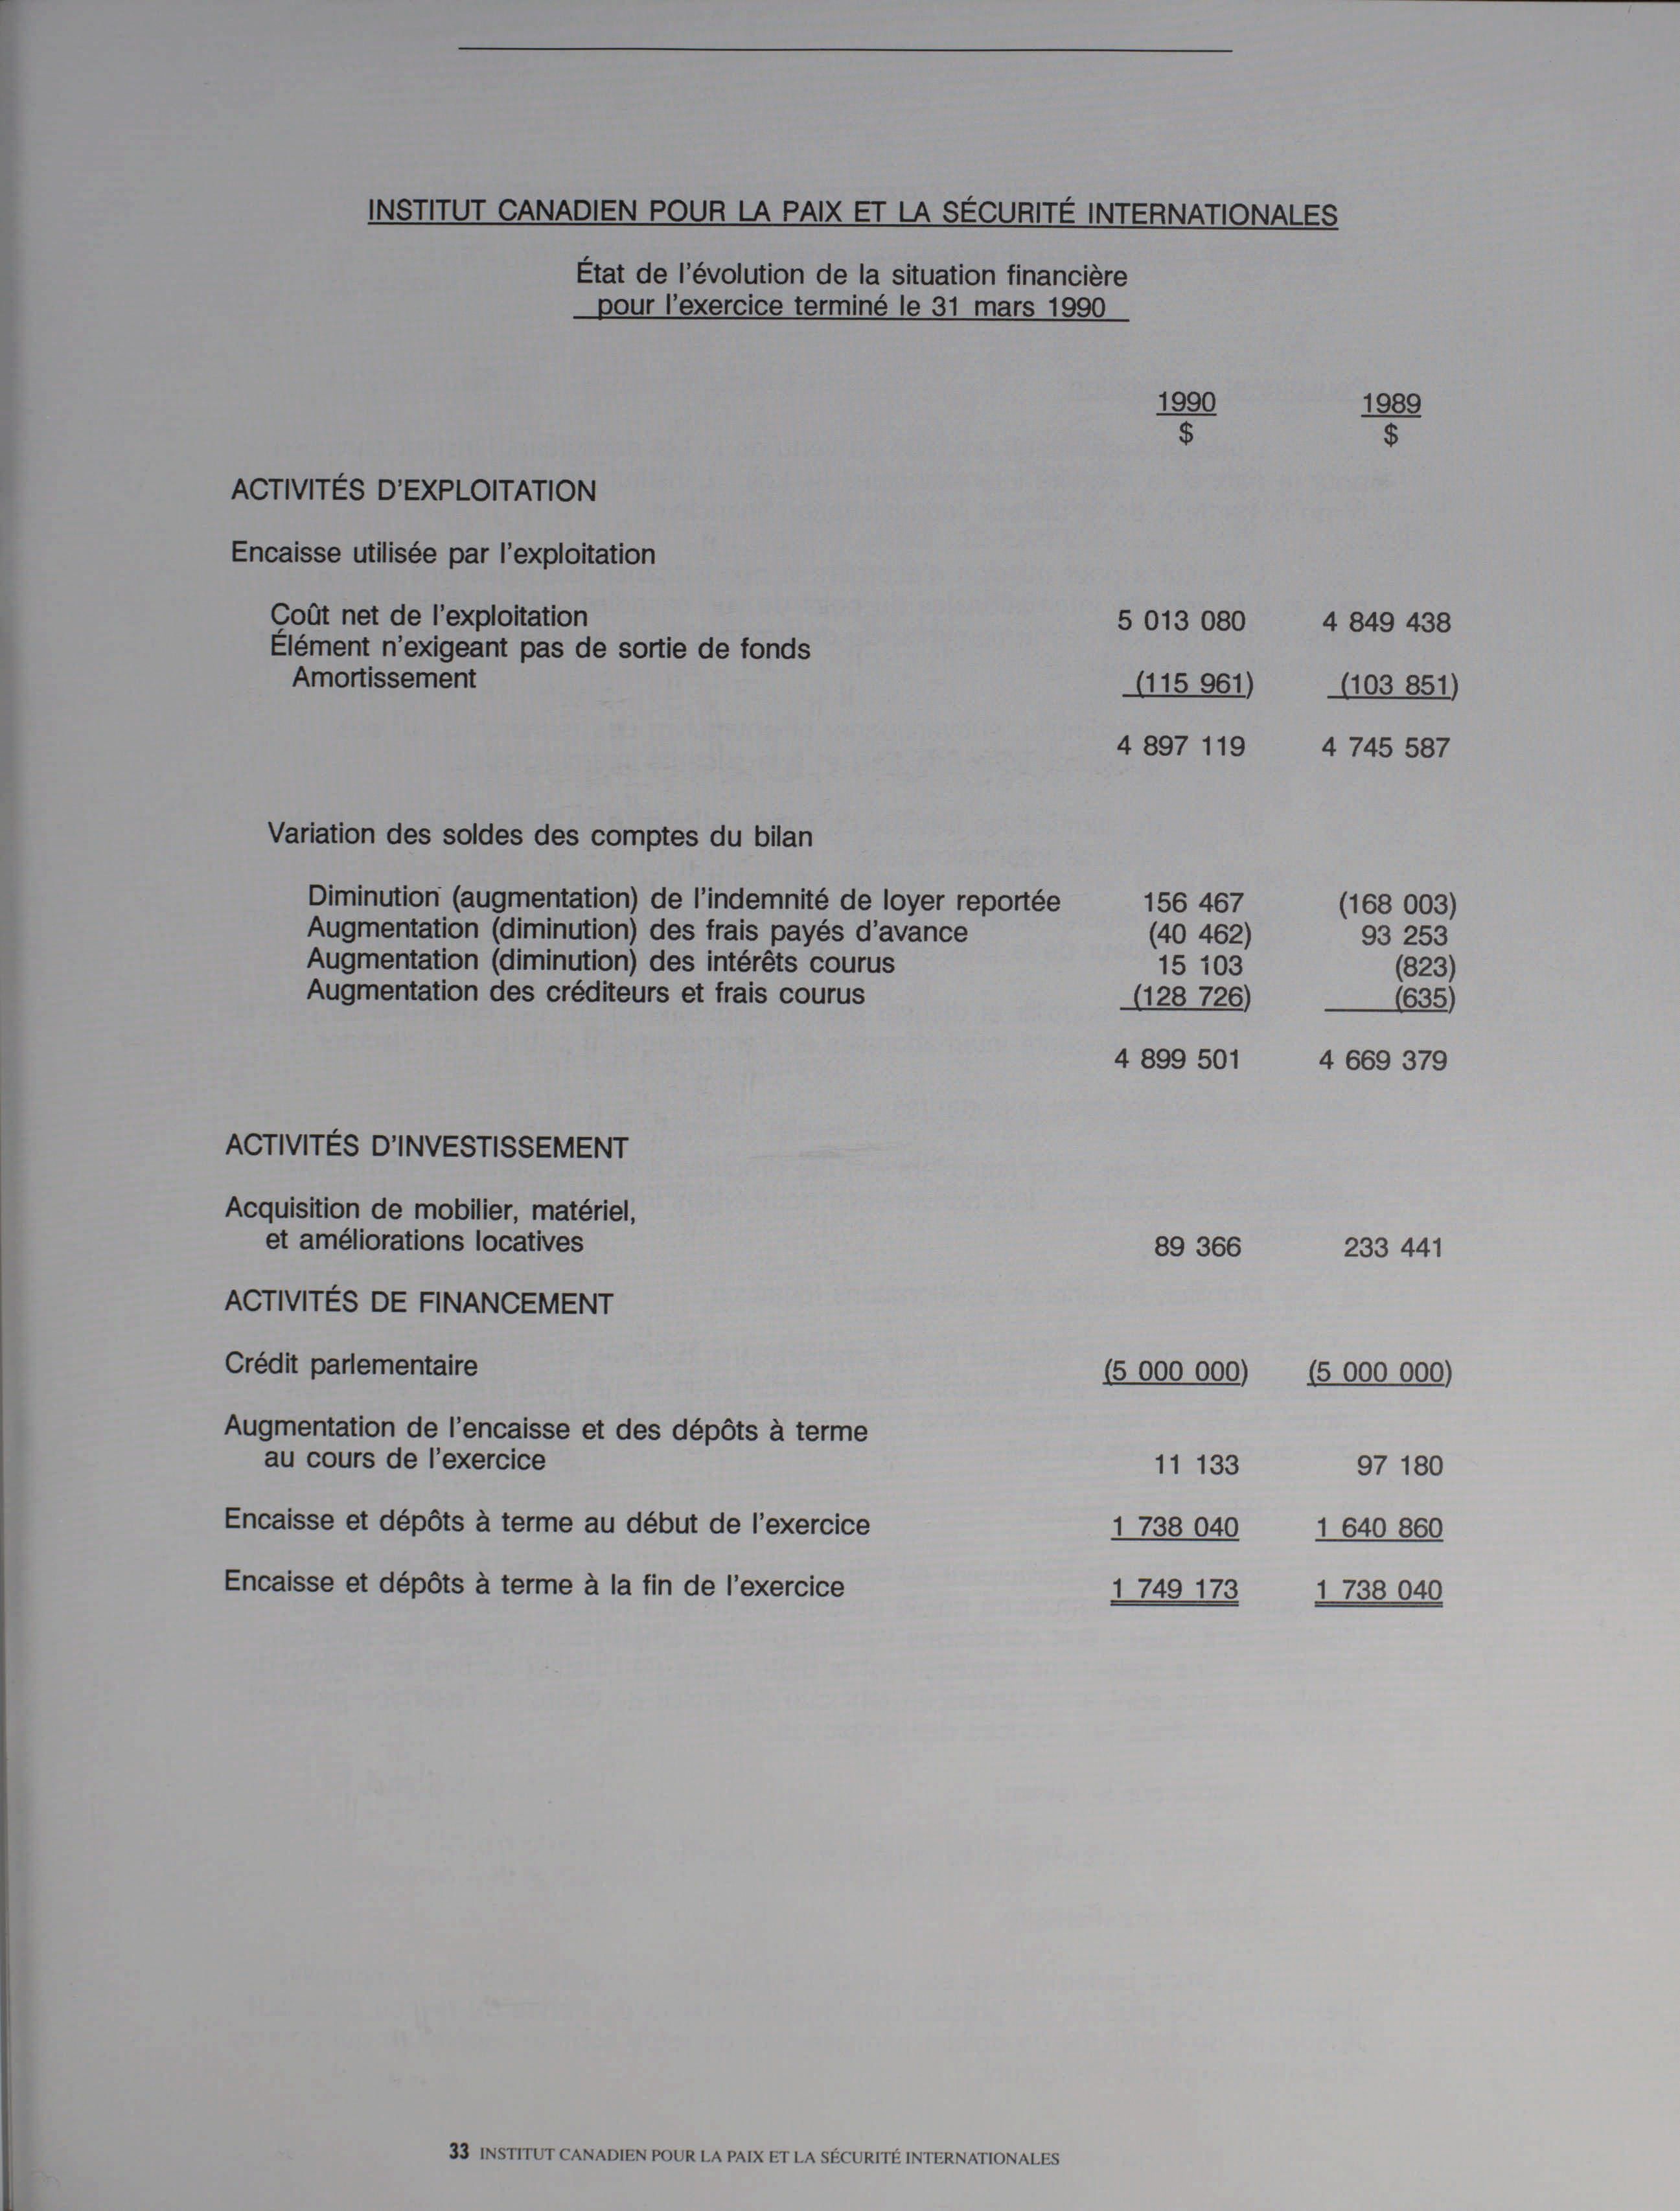 INSTITUT CANADIEN POUR LA PAIX ET LA SÉCURITÉ INTERNATIONALES
État de l'évolution de la situation financière
pour l'exercice terminé le 31 mars 1990
1990 1989
$ $
ACTIVITÉS D'EXPLOITATION
Encaisse utilisée par l'exploitation
Coût net de l'exploitation 5 013 080 4 849 438
Élément n'exigeant pas de sortie de fonds
Amortissement (115 961) (103 851)
4 897 119 4 745 587
Variation des soldes des comptes du bilan
Diminution (augmentation) de l'indemnité de loyer reportée 156 467 (168 003)
Augmentation (diminution) des frais payés d'avance (40 462) 93 253
Augmentation (diminution) des intérêts courus 15 103 (823)
Augmentation des créditeurs et frais courus (128 726) (635)
4 899 501 4 669 379
ACTIVITÉS D'INVESTISSEMENT
Acquisition de mobilier, matériel,
et améliorations locatives 89 366 233 441
ACTIVITÉS DE FINANCEMENT
Crédit parlementaire (5 000 000) (5 000 000)
Augmentation de l'encaisse et des dépôts à terme
au cours de l'exercice 11 133 97 180
Encaisse et dépôts à terme au début de l'exercice 1 738 040 1 640 860
Encaisse et dépôts à terme à la fin de l'exercice 1 749 173 1 738 040
33 INSTITUT CANADIEN POUR LA PAIX ET LA SÉCURITÉ INTERNATIONALES